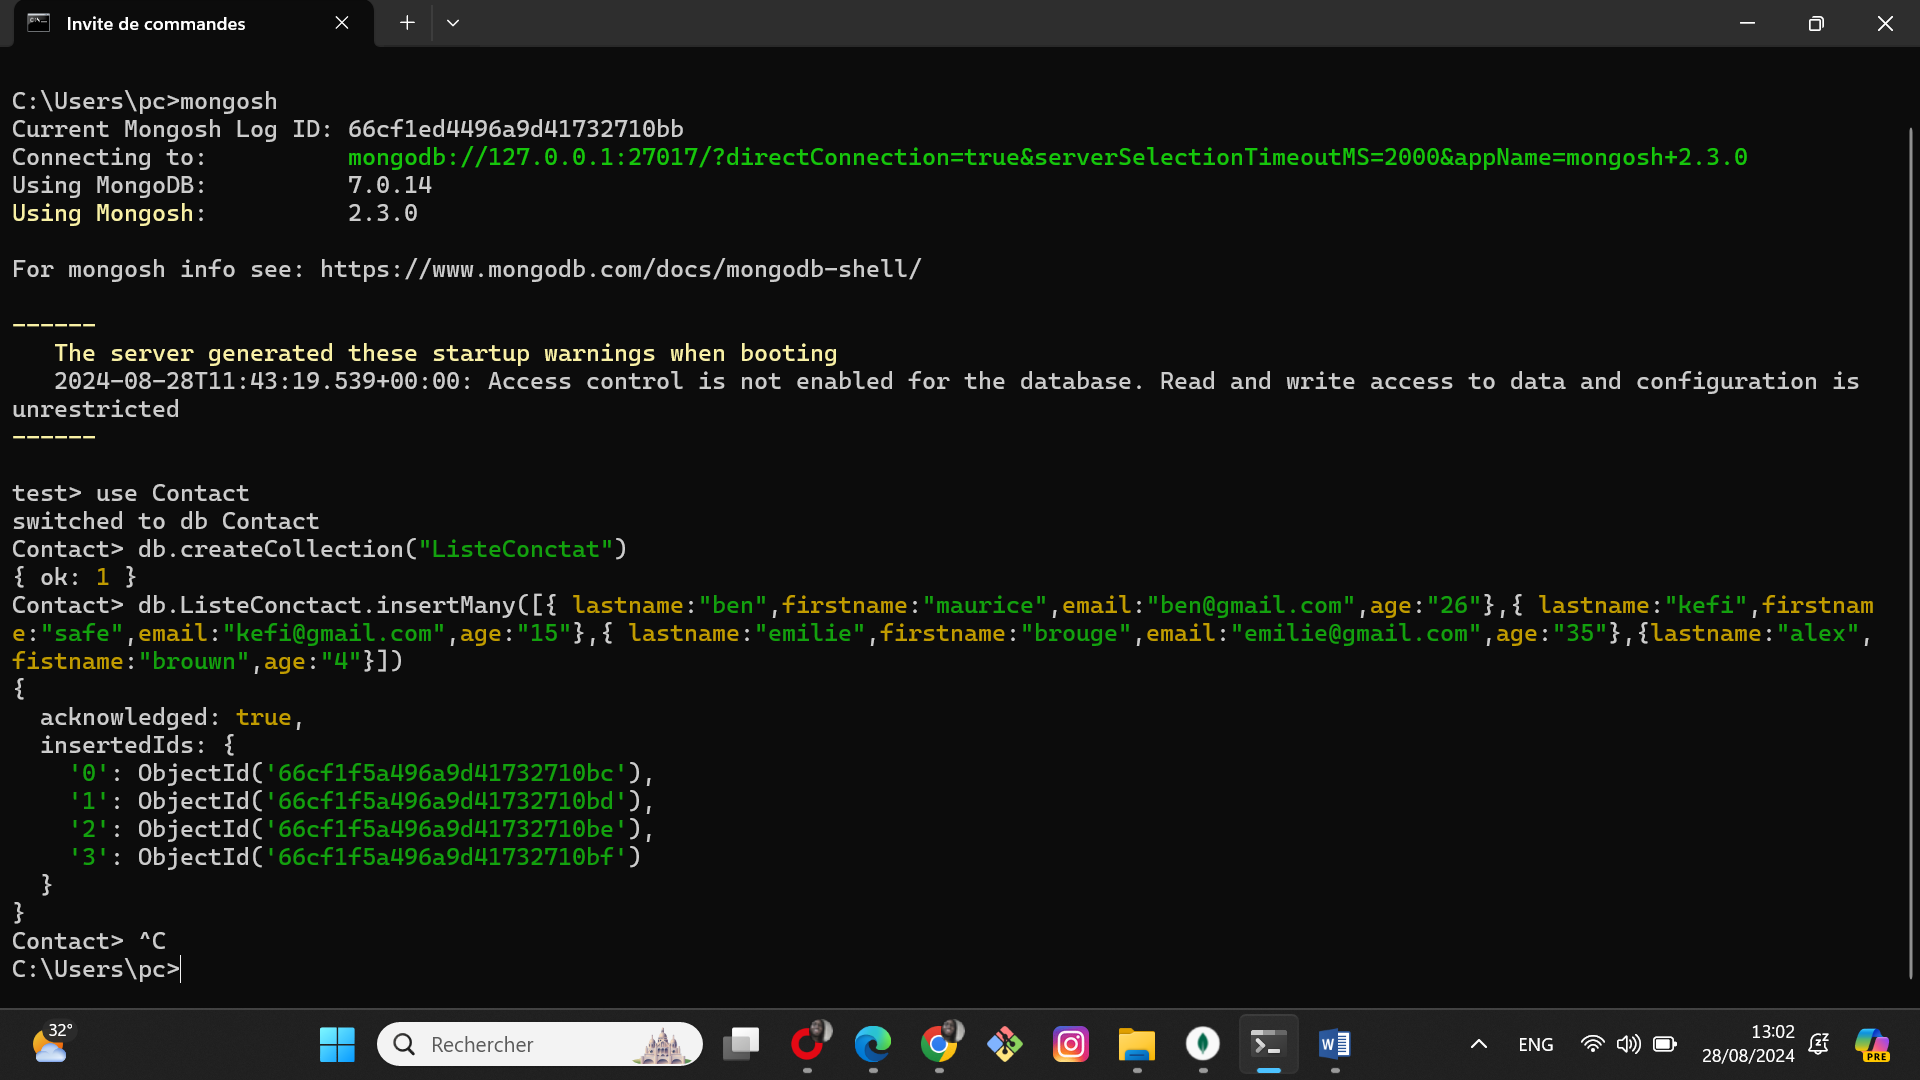 Invite de commandes
C:\Users\pc>mongosh
Current Mongosh Log ID: 66cf1ed4496a9d41732710bb
Connecting to: mongodb://127.0.0.1:27017/?directConnection=true&serverSelectionTimeoutMS=2000&appName=mongosh+2.3.0
Using MongoDB: 7.0.14
Using Mongosh: 2.3.0
For mongosh info see: https://www.mongodb.com/docs/mongodb-shell/
------
The server generated these startup warnings when booting
2024-08-28T11:43:19.539+00:00: Access control is not enabled for the database. Read and write access to data and configuration is
unrestricted
------
test> use Contact
switched to db Contact
Contact> db.createCollection("ListeConctat")
{ ok: 1 }
Contact> db.ListeConctact.insertMany([{ lastname:"ben",firstname:"maurice",email:"ben@gmail.com",age:"26"},{ lastname:"kefi",firstnam
e:"safe",email:"kefi@gmail.com",age:"15"},{ lastname:"emilie",firstname:"brouge",email:"emilie@gmail.com",age:"35"},{lastname:"alex",
fistname:"brouwn",age:"4"}])
{
acknowledged: true,
insertedIds: {
'0': ObjectId('66cf1f5a496a9d41732710bc'),
'1': ObjectId('66cf1f5a496a9d41732710bd'),
'2': ObjectId('66cf1f5a496a9d41732710be'),
'3': ObjectId('66cf1f5a496a9d41732710bf')
}
}
Contact> ^C
C:\Users\pc>
32°
Rechercher
ENG
13:02
28/08/2024
PRE